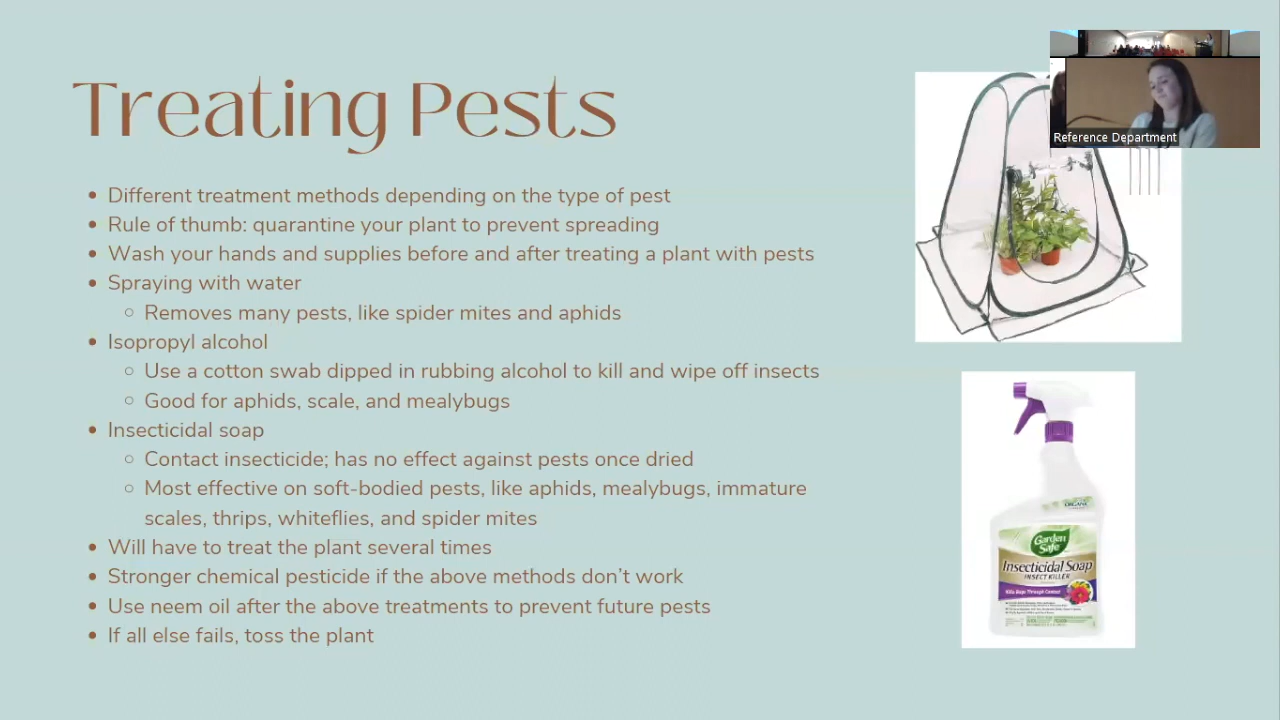 Treating Pests
Reference Department
Different treatment methods depending on the type of pest
Rule of thumb: quarantine your plant to prevent spreading
Wash your hands and supplies before and after treating a plant with pests
Spraying with water
Removes many pests, like spider mites and aphids
Isopropyl alcohol
Use a cotton swab dipped in rubbing alcohol to kill and wipe off insects
Good for aphids, scale, and mealybugs
Insecticidal soap
Contact insecticide; has no effect against pests once dried
Most effective on soft-bodied pests, like aphids, mealybugs, immature
scales, thrips, whiteflies, and spider mites
Will have to treat the plant several times
Stronger chemical pesticide if the above methods don't work
Use neem oil after the above treatments to prevent future pests
If all else fails, toss the plant
ORGANIC
Garden
Safe
Insecticidal Soap
INSECT KILLER
Kills Bugs Through Contact